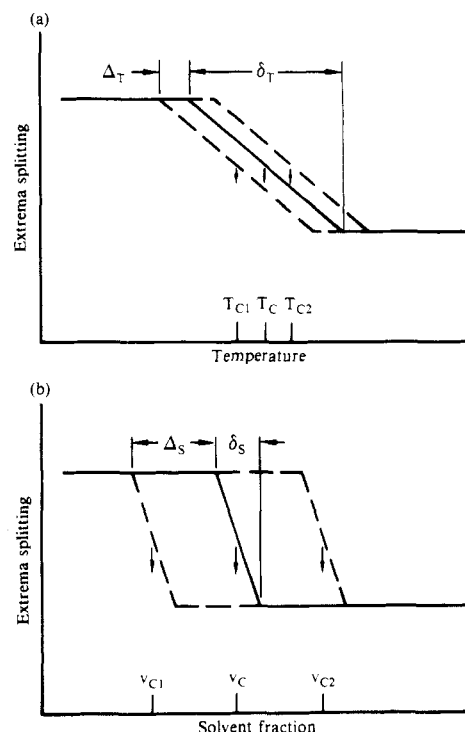 (a)
Δ_T
δ_T
Extrema splitting
T_C1 T_C T_C2
Temperature
(b)
Δ_S δ_S
Extrema splitting
v_C1 v_C v_C2
Solvent fraction